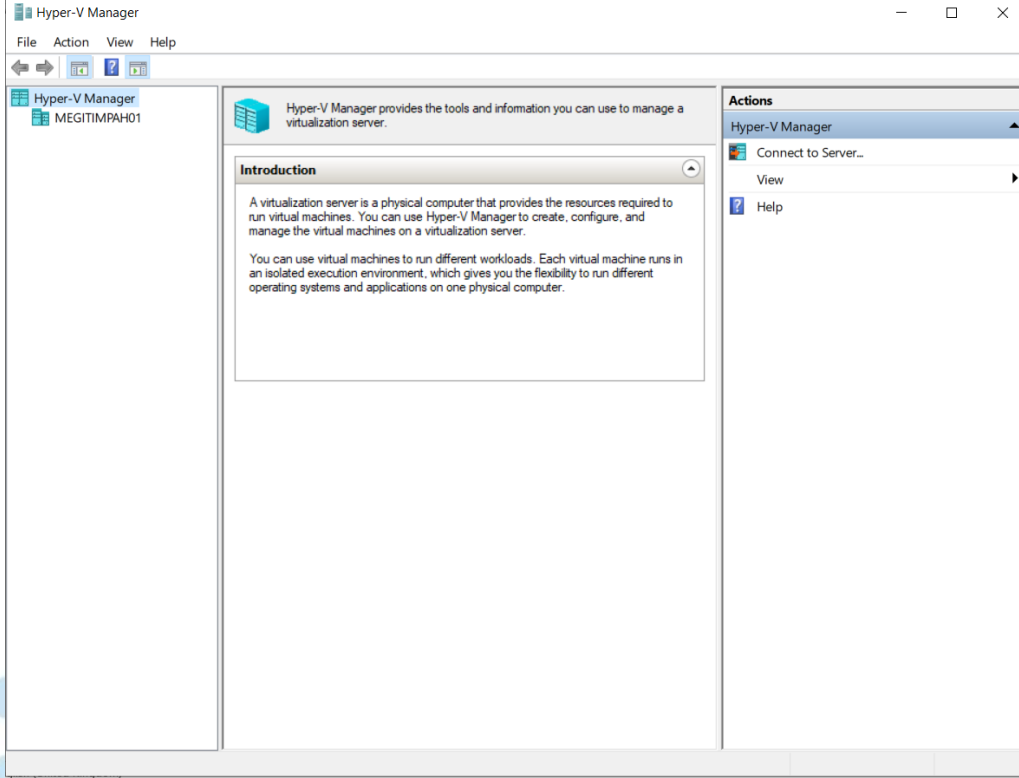 Hyper-V Manager
File Action View Help
Hyper-V Manager
MEGITIMPAH01
Hyper-V Manager provides the tools and information you can use to manage a
virtualization server.
Introduction
A virtualization server is a physical computer that provides the resources required to
run virtual machines. You can use Hyper-V Manager to create, configure, and
manage the virtual machines on a virtualization server.
You can use virtual machines to run different workloads. Each virtual machine runs in
an isolated execution environment, which gives you the flexibility to run different
operating systems and applications on one physical computer.
Actions
Hyper-V Manager
Connect to Server...
View
Help